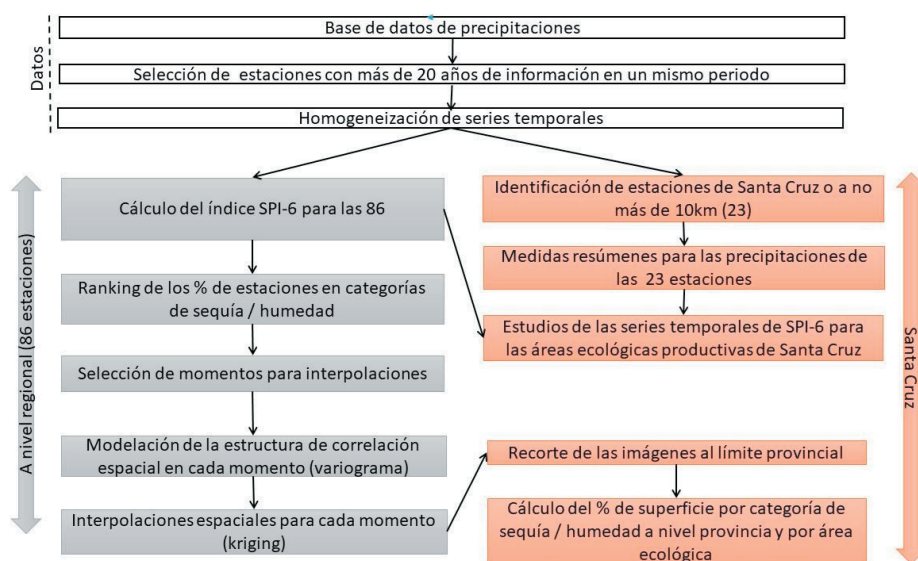 Datos
Base de datos de precipitaciones
Selección de estaciones con más de 20 años de información en un mismo periodo
Homogeneización de series temporales
A nivel regional (86 estaciones)
Cálculo del índice SPI-6 para las 86
Ranking de los % de estaciones en categorías
de sequía / humedad
Selección de momentos para interpolaciones
Modelación de la estructura de correlación
espacial en cada momento (variograma)
Interpolaciones espaciales para cada momento
(kriging)
Identificación de estaciones de Santa Cruz o a no
más de 10km (23)
Medidas resúmenes para las precipitaciones de
las 23 estaciones
Estudios de las series temporales de SPI-6 para
las áreas ecológicas productivas de Santa Cruz
Recorte de las imágenes al límite provincial
Cálculo del % de superficie por categoría de
sequía / humedad a nivel provincia y por área
ecológica
Santa Cruz